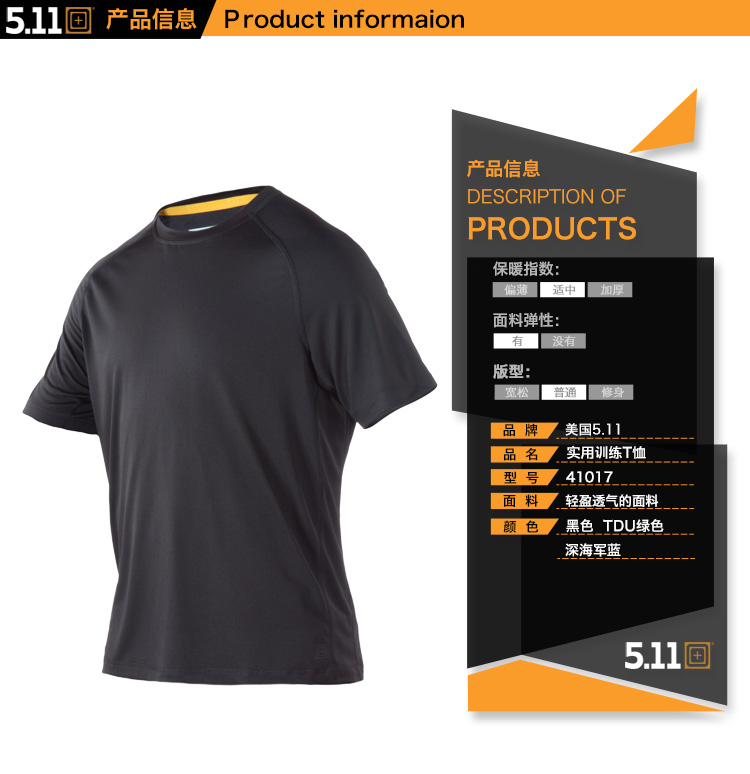 5.11 产品信息 Product informaion
产品信息
DESCRIPTION OF
PRODUCTS
保暖指数:
偏薄 适中 加厚
面料弹性:
有 没有
版型:
宽松 普通 修身
品 牌 美国5.11
品 名 实用训练T恤
型 号 41017
面 料 轻盈透气的面料
颜 色 黑色 TDU绿色
深海军蓝
5.11